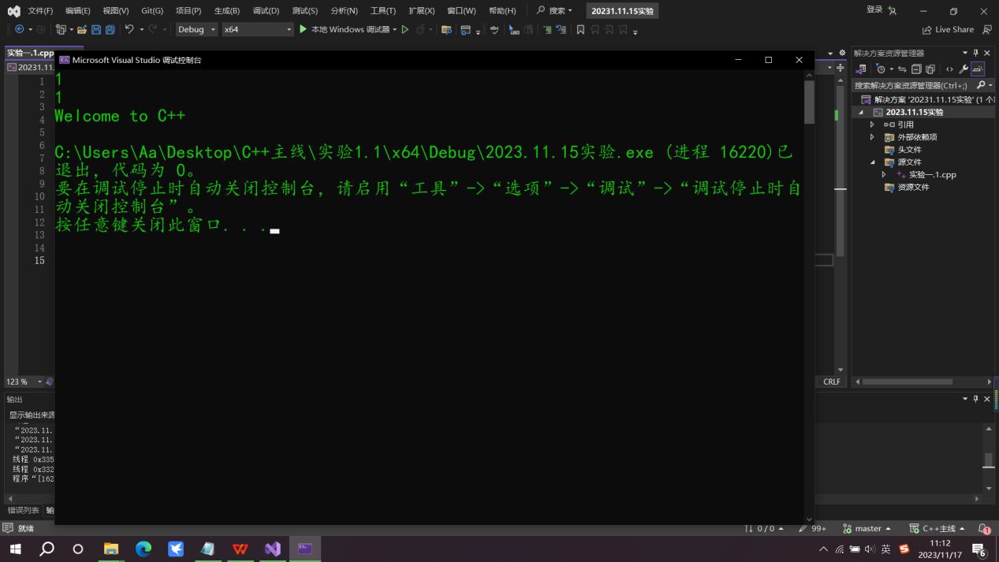 文件(F) 编辑(E) 视图(V) Git(G) 项目(P) 生成(B) 调试(D) 测试(S) 分析(N) 工具(T) 扩展(X) 窗口(W) 帮助(H) 搜索 20231.11.15实验 登录
Debug x64 本地 Windows 调试器 Live Share
实验一.1.cpp
20231.11.
Microsoft Visual Studio 调试控制台
1
2
3
4
5
6
7
8
9
10
11
12
13
14
15
1
1
Welcome to C++
C:\Users\Aa\Desktop\C++主线\实验1.1\x64\Debug\2023.11.15实验.exe (进程 16220)已
退出，代码为 0。
要在调试停止时自动关闭控制台，请启用“工具”->“选项”->“调试”->“调试停止时自
动关闭控制台”。
按任意键关闭此窗口. . .
解决方案资源管理器
搜索解决方案资源管理器(Ctrl+;)
解决方案 '20231.11.15实验' (1 个
20231.11.15实验
引用
外部依赖项
头文件
源文件
实验一.1.cpp
资源文件
123 % CRLF
输出
显示输出来源
“2023.11.
“2023.11.
“2023.11.
线程 0x335
线程 0x332
程序“[162
错误列表 输
就绪 0 / 0 99+ master C++主线 1
英 11:12
2023/11/17 6